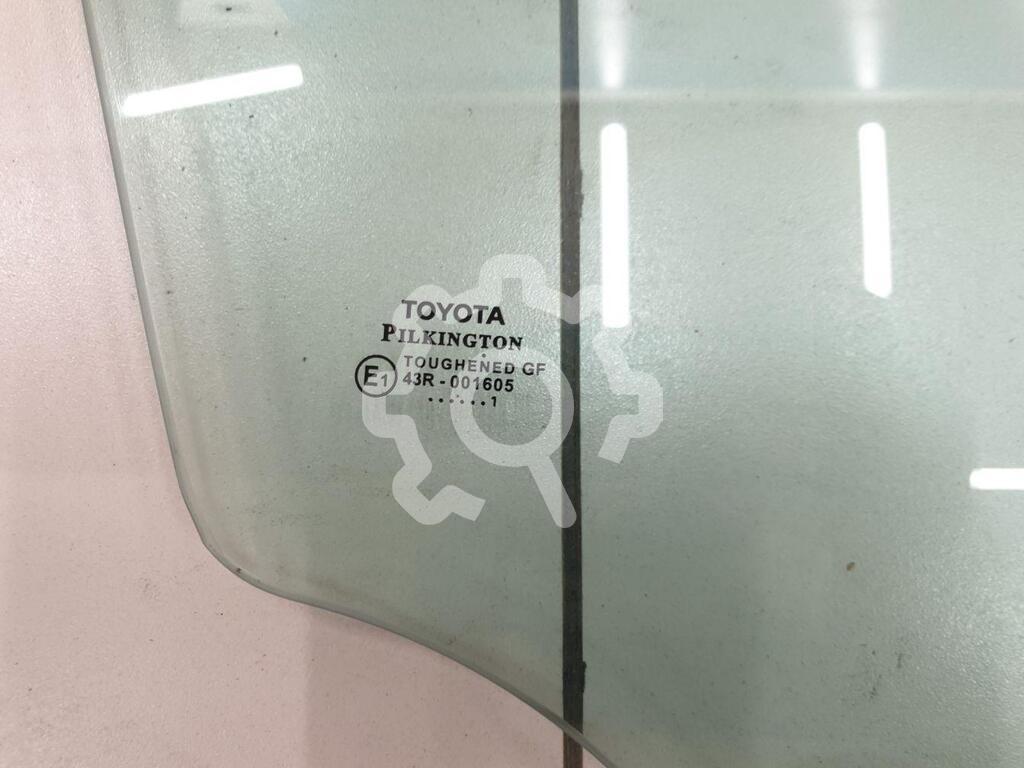 TOYOTA
PILKINGTON
TOUGHENED GF
E1 43R - 001605
......1